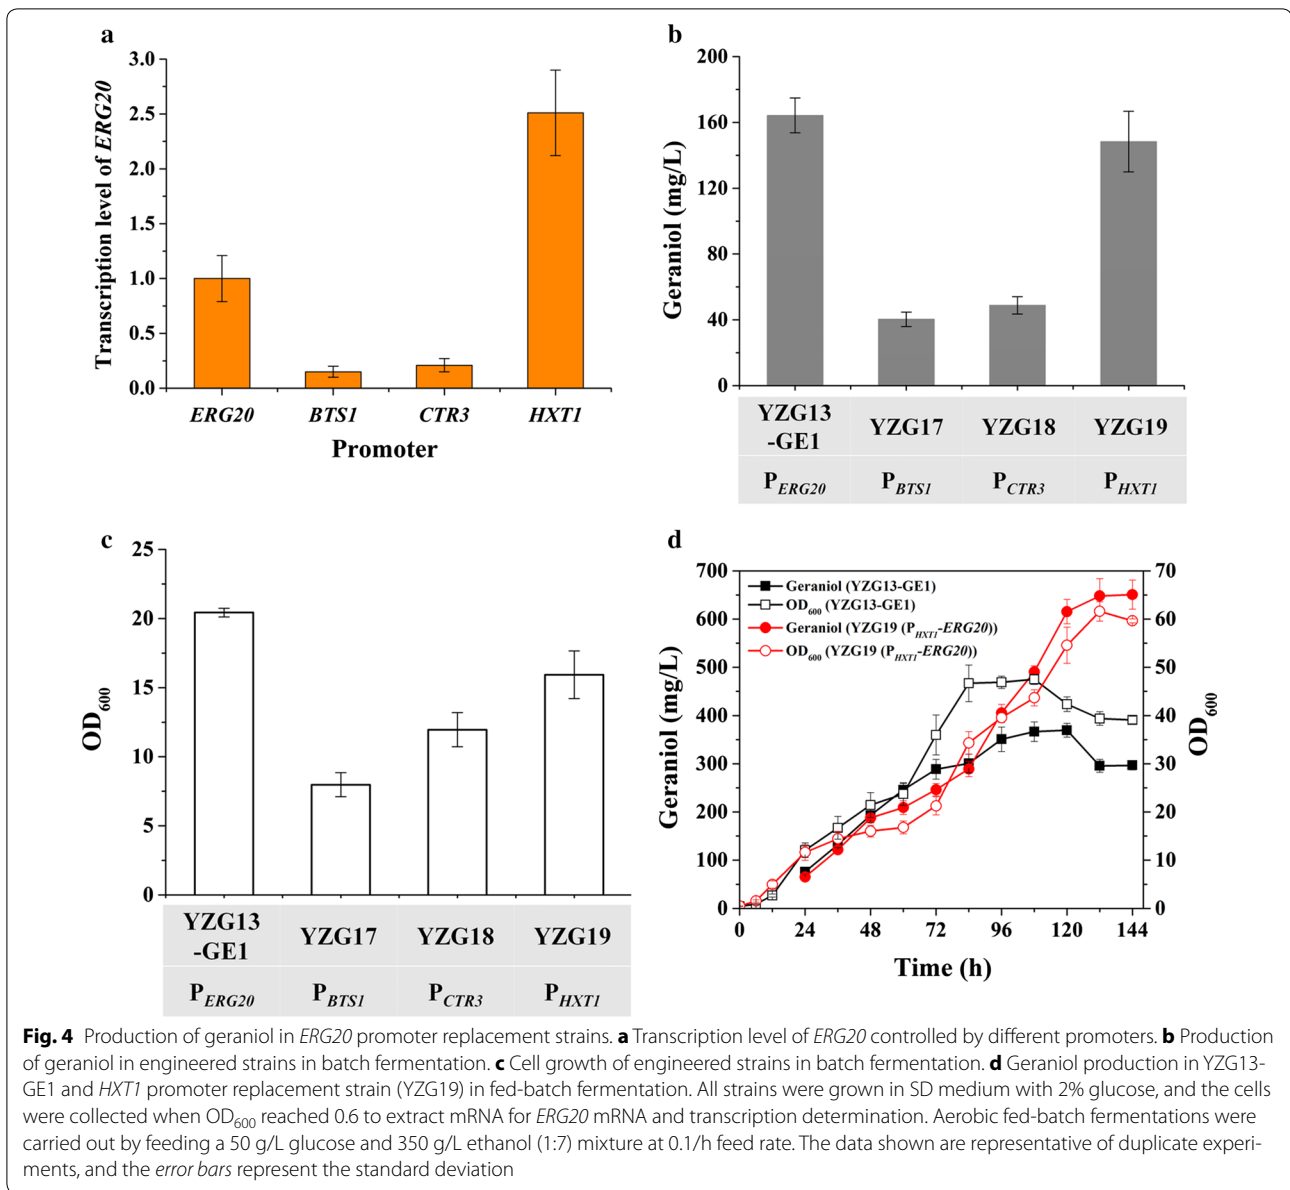 a
Transcription level of ERG20
3.0
2.5
2.0
1.5
1.0
0.5
0.0
ERG20 BTS1 CTR3 HXT1
Promoter
b
Geraniol (mg/L)
200
160
120
80
40
0
YZG13
-GE1 YZG17 YZG18 YZG19
P_ERG20 P_BTS1 P_CTR3 P_HXT1
c
OD600
25
20
15
10
5
0
YZG13
-GE1 YZG17 YZG18 YZG19
P_ERG20 P_BTS1 P_CTR3 P_HXT1
d
Geraniol (mg/L)
700
600
500
400
300
200
100
0
Geraniol (YZG13-GE1)
OD600 (YZG13-GE1)
Geraniol (YZG19 (P_HXT1-ERG20))
OD600 (YZG19 (P_HXT1-ERG20))
70
60
50
40
30
20
10
0
OD600
0 24 48 72 96 120 144
Time (h)
Fig. 4 Production of geraniol in ERG20 promoter replacement strains. a Transcription level of ERG20 controlled by different promoters. b Production
of geraniol in engineered strains in batch fermentation. c Cell growth of engineered strains in batch fermentation. d Geraniol production in YZG13-
GE1 and HXT1 promoter replacement strain (YZG19) in fed-batch fermentation. All strains were grown in SD medium with 2% glucose, and the cells
were collected when OD600 reached 0.6 to extract mRNA for ERG20 mRNA and transcription determination. Aerobic fed-batch fermentations were
carried out by feeding a 50 g/L glucose and 350 g/L ethanol (1:7) mixture at 0.1/h feed rate. The data shown are representative of duplicate experi-
ments, and the error bars represent the standard deviation